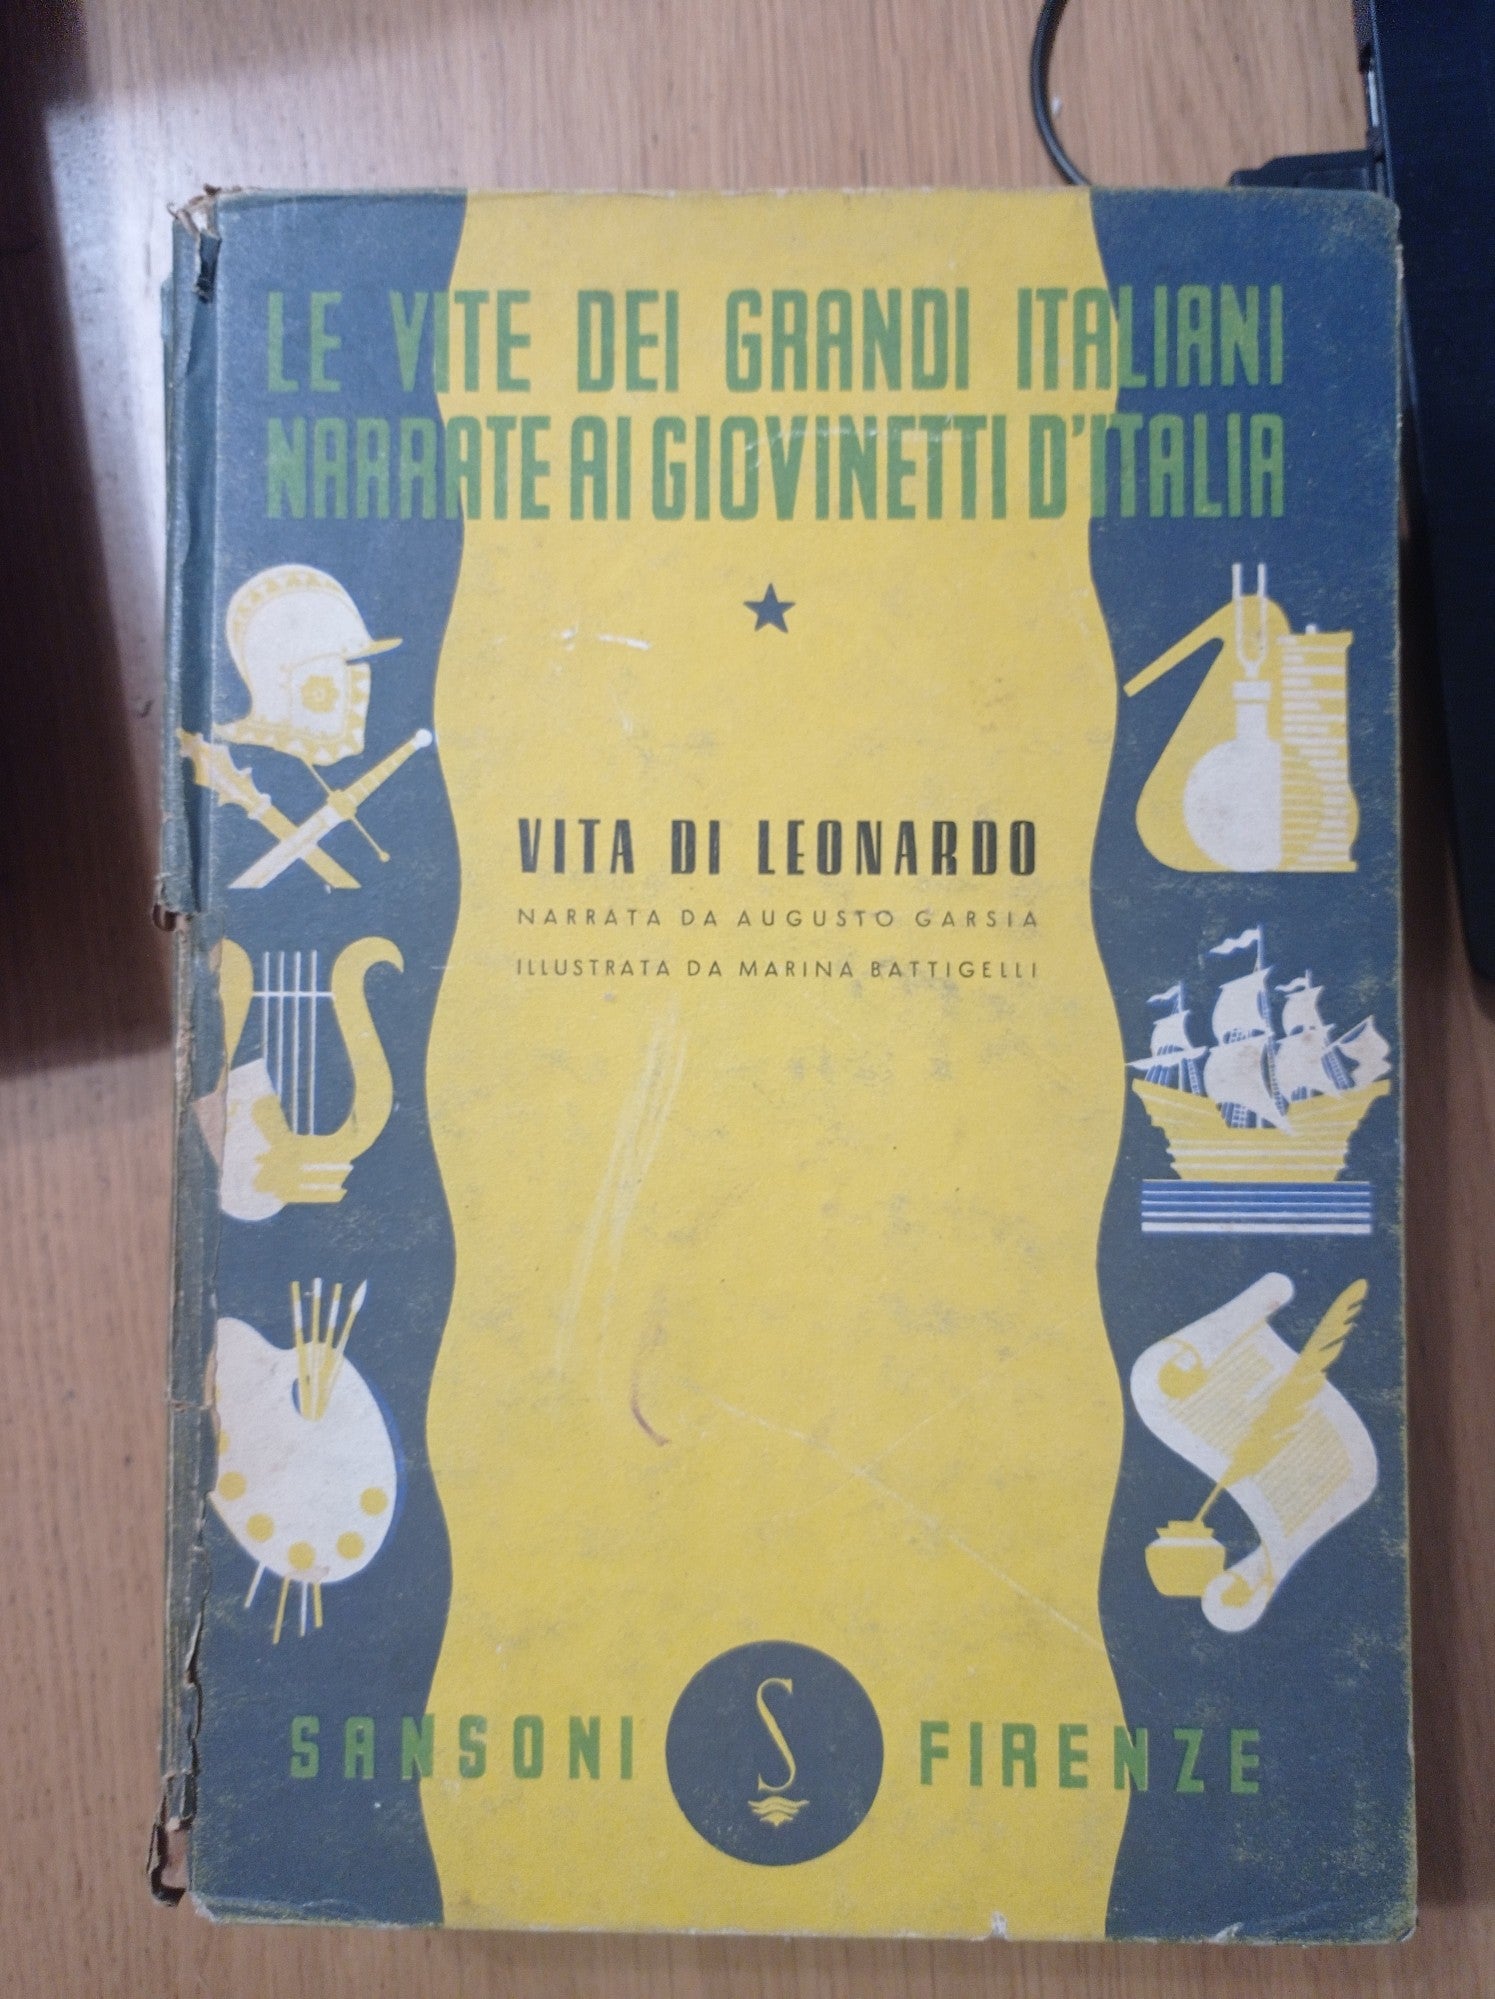 LE VITE DEI GRANDI ITALIANI
NARRATE AI GIOVINETTI D'ITALIA
VITA DI LEONARDO
NARRATA DA AUGUSTO GARSIA
ILLUSTRATA DA MARINA BATTIGELLI
SANSONI S FIRENZE